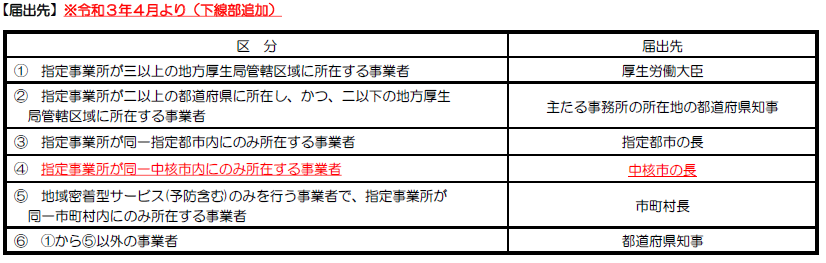 【届出先】※令和３年４月より（下線部追加）
区　分　届出先
①　指定事業所が三以上の地方厚生局管轄区域に所在する事業者　厚生労働大臣
②　指定事業所が二以上の都道府県に所在し、かつ、二以下の地方厚生
局管轄区域に所在する事業者　主たる事務所の所在地の都道府県知事
③　指定事業所が同一指定都市内にのみ所在する事業者　指定都市の長
④　指定事業所が同一中核市内にのみ所在する事業者　中核市の長
⑤　地域密着型サービス(予防含む)のみを行う事業者で、指定事業所が
同一市町村内にのみ所在する事業者　市町村長
⑥　①から⑤以外の事業者　都道府県知事